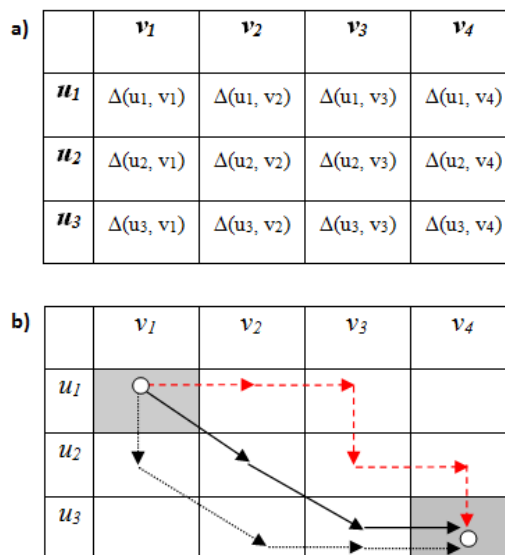 a)
v₁ v₂ v₃ v₄
u₁ Δ(u₁, v₁) Δ(u₁, v₂) Δ(u₁, v₃) Δ(u₁, v₄)
u₂ Δ(u₂, v₁) Δ(u₂, v₂) Δ(u₂, v₃) Δ(u₂, v₄)
u₃ Δ(u₃, v₁) Δ(u₃, v₂) Δ(u₃, v₃) Δ(u₃, v₄)
b)
v₁ v₂ v₃ v₄
u₁
u₂
u₃